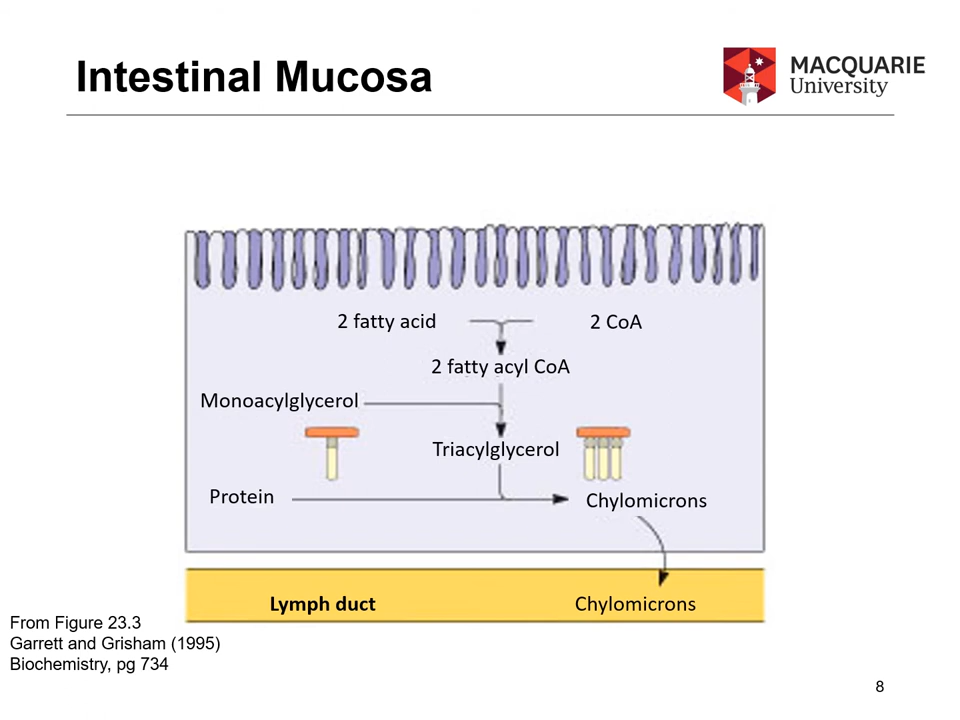 Intestinal Mucosa
MACQUARIE
University
2 fatty acid
2 CoA
2 fatty acyl CoA
Monoacylglycerol
Triacylglycerol
Protein
Chylomicrons
Lymph duct
Chylomicrons
From Figure 23.3
Garrett and Grisham (1995)
Biochemistry, pg 734
8